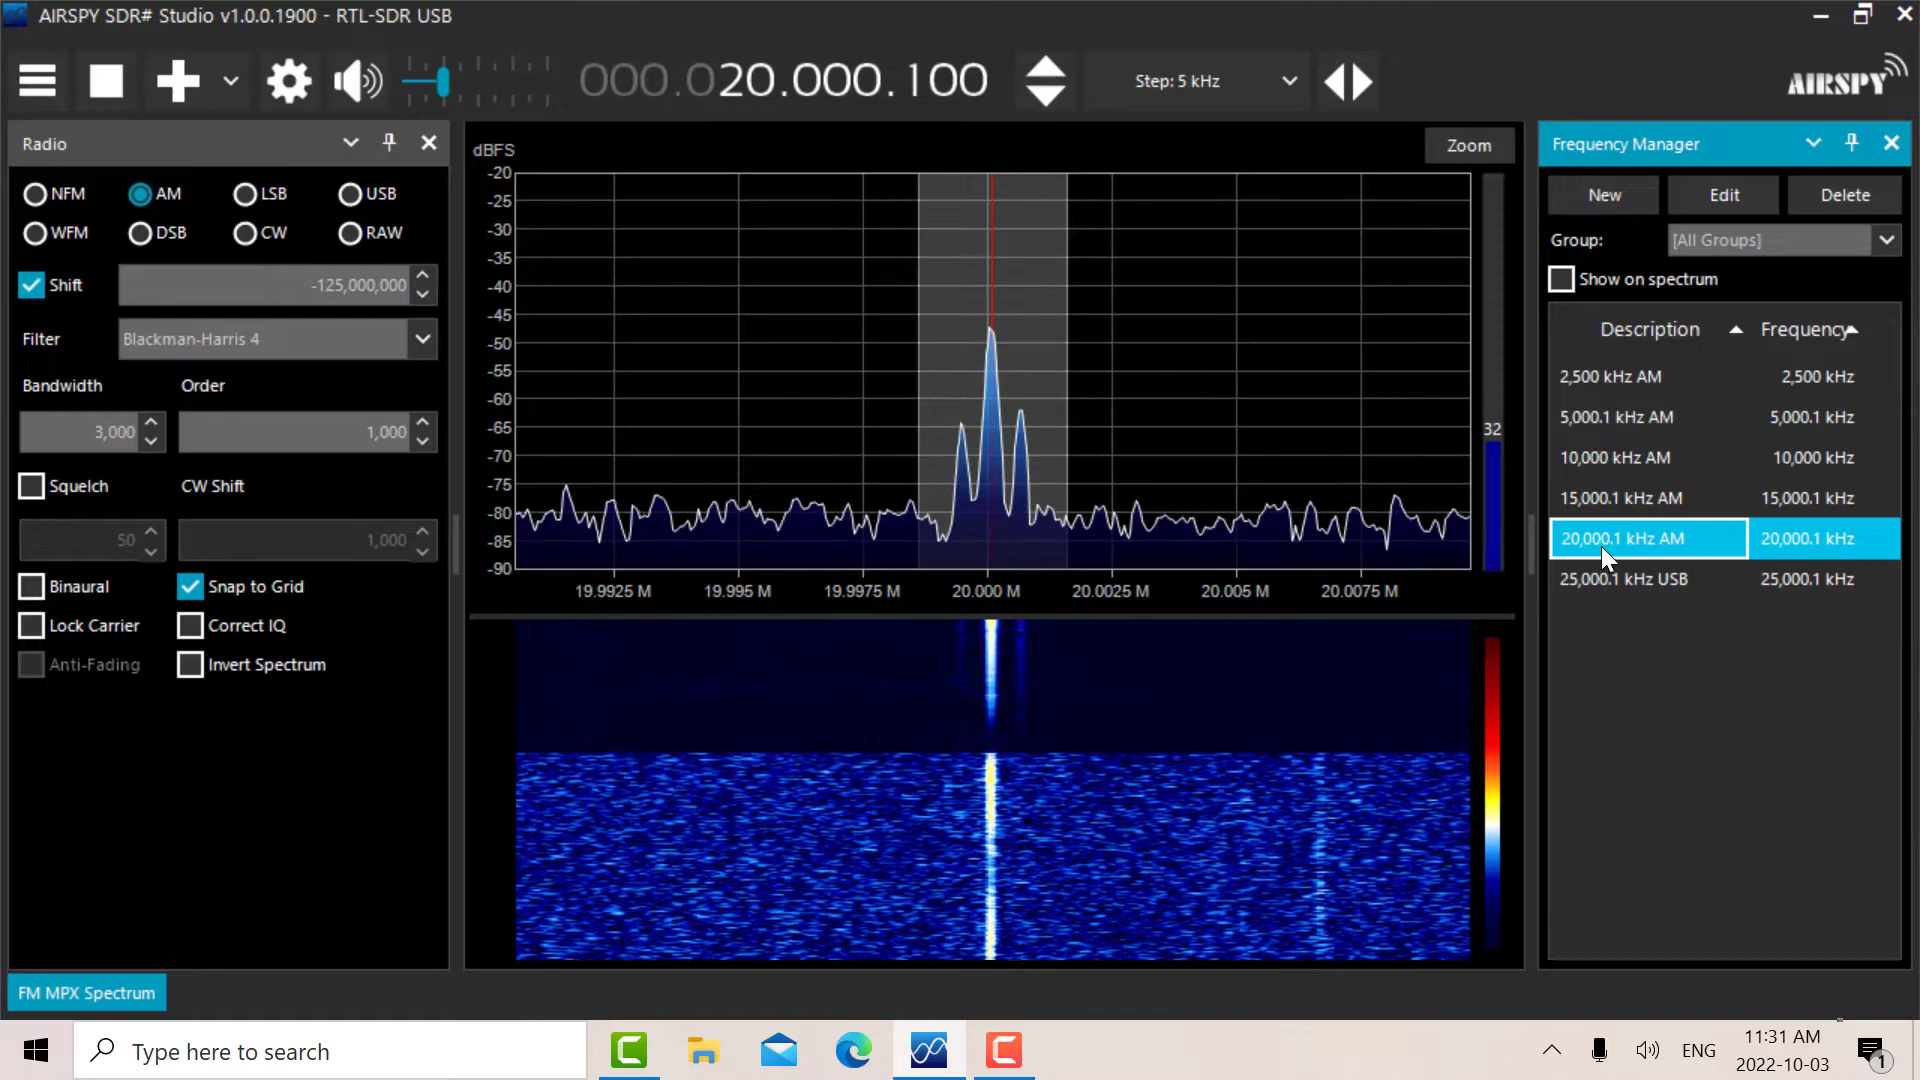 AIRSPY SDR# Studio v1.0.0.1900 - RTL-SDR USB
000.020.000.100
Step: 5 kHz
AIRSPY
Radio
NFM AM LSB USB
WFM DSB CW RAW
Shift -125,000,000
Filter Blackman-Harris 4
Bandwidth Order
3,000 1,000
Squelch CW Shift
50 1,000
Binaural Snap to Grid
Lock Carrier Correct IQ
Anti-Fading Invert Spectrum
dBFS
Zoom
-20
-25
-30
-35
-40
-45
-50
-55
-60
-65
-70
-75
-80
-85
-90
32
19.9925 M 19.995 M 19.9975 M 20.000 M 20.0025 M 20.005 M 20.0075 M
Frequency Manager
New Edit Delete
Group: [All Groups]
Show on spectrum
Description Frequency
2,500 kHz AM 2,500 kHz
5,000.1 kHz AM 5,000.1 kHz
10,000 kHz AM 10,000 kHz
15,000.1 kHz AM 15,000.1 kHz
20,000.1 kHz AM 20,000.1 kHz
25,000.1 kHz USB 25,000.1 kHz
FM MPX Spectrum
Type here to search
ENG
11:31 AM
2022-10-03
1